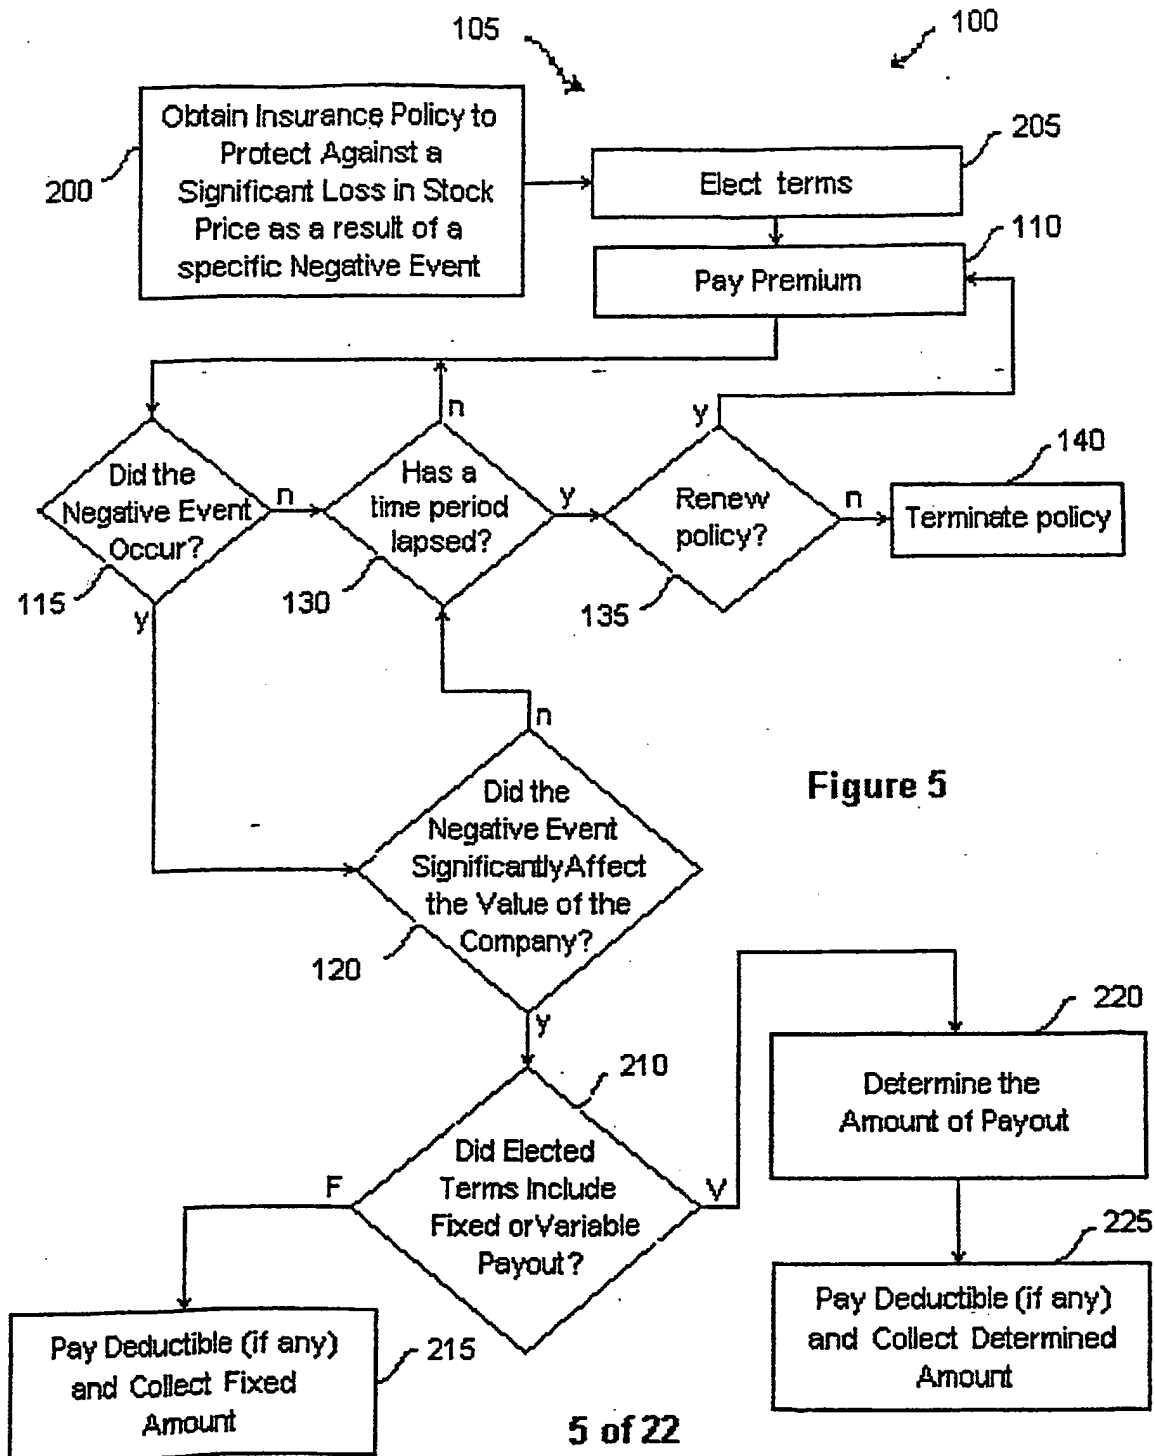 105
100
Obtain Insurance Policy to
Protect Against a
Significant Loss in Stock
Price as a result of a
specific Negative Event
200
Elect terms
205
Pay Premium
110
Did the
Negative Event
Occur?
115
n
y
Has a
time period
lapsed?
130
n
y
Renew
policy?
135
y
n
Terminate policy
140
Did the
Negative Event
Significantly Affect
the Value of the
Company?
120
n
y
Figure 5
Did Elected
Terms Include
Fixed or Variable
Payout?
210
F
V
Determine the
Amount of Payout
220
Pay Deductible (if any)
and Collect Determined
Amount
225
Pay Deductible (if any)
and Collect Fixed
Amount
215
5 of 22